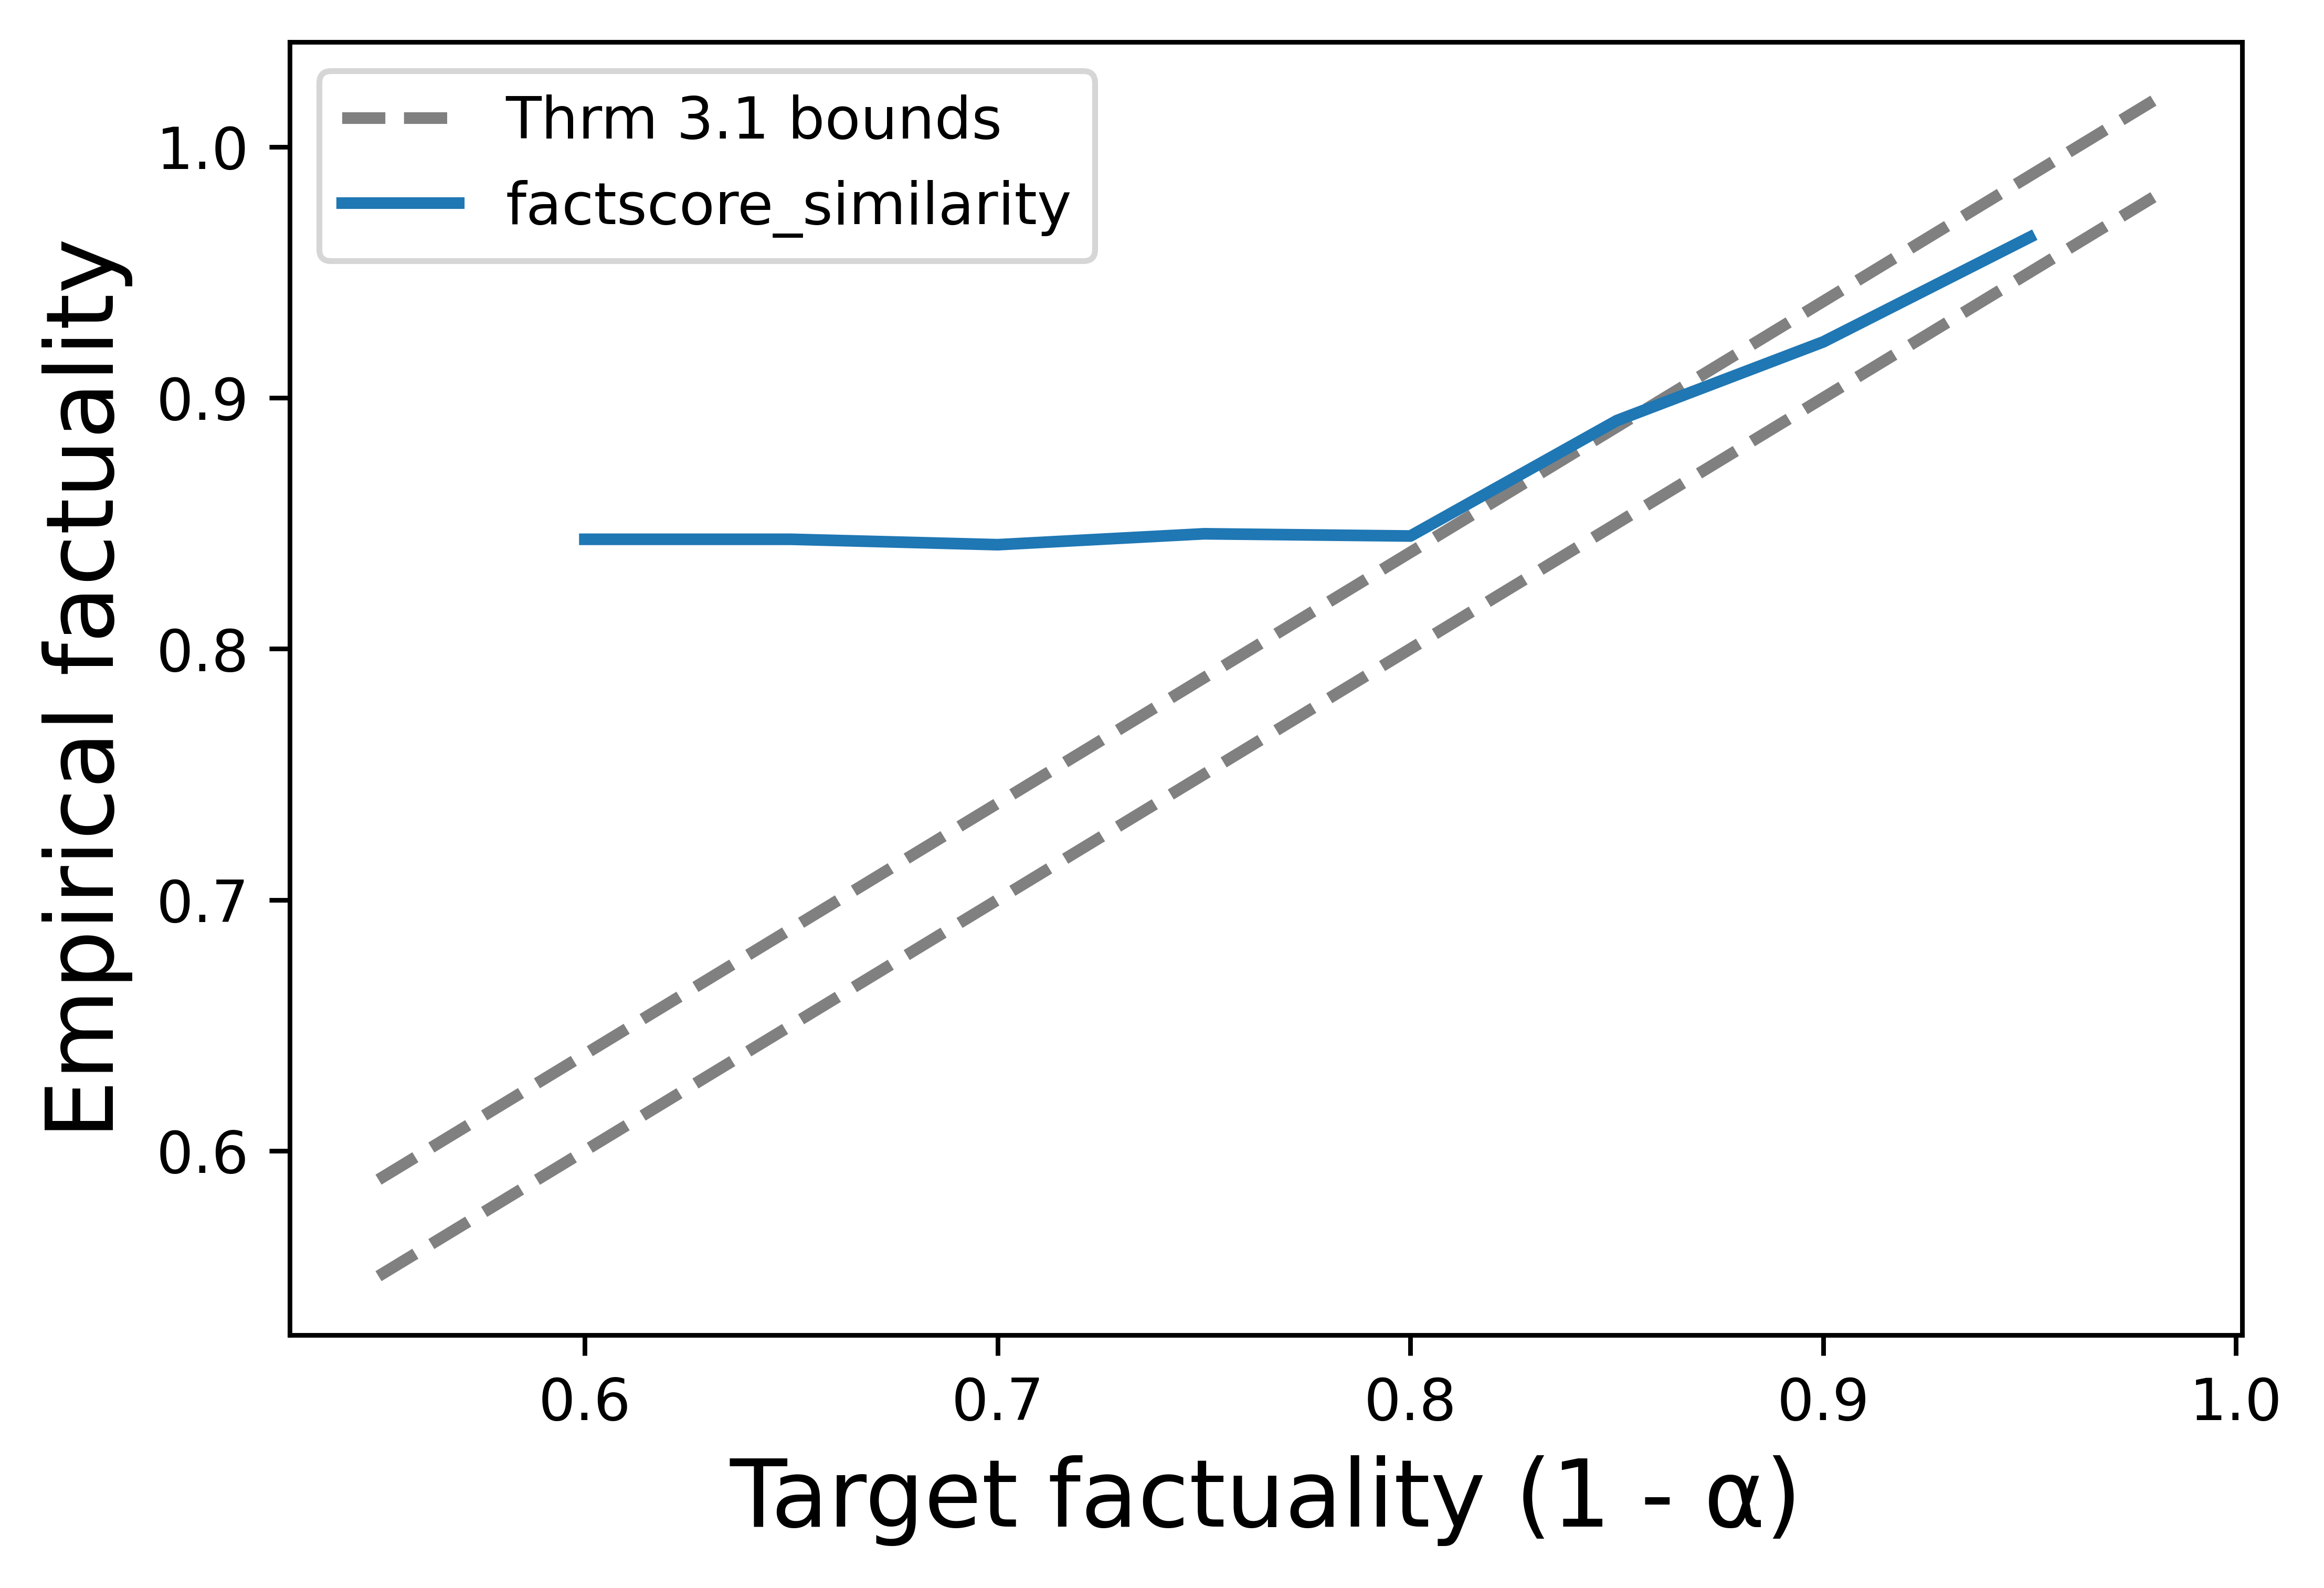 Thrm 3.1 bounds
factscore_similarity
Empirical factuality
1.0
0.9
0.8
0.7
0.6
0.6 0.7 0.8 0.9 1.0
Target factuality (1 - α)